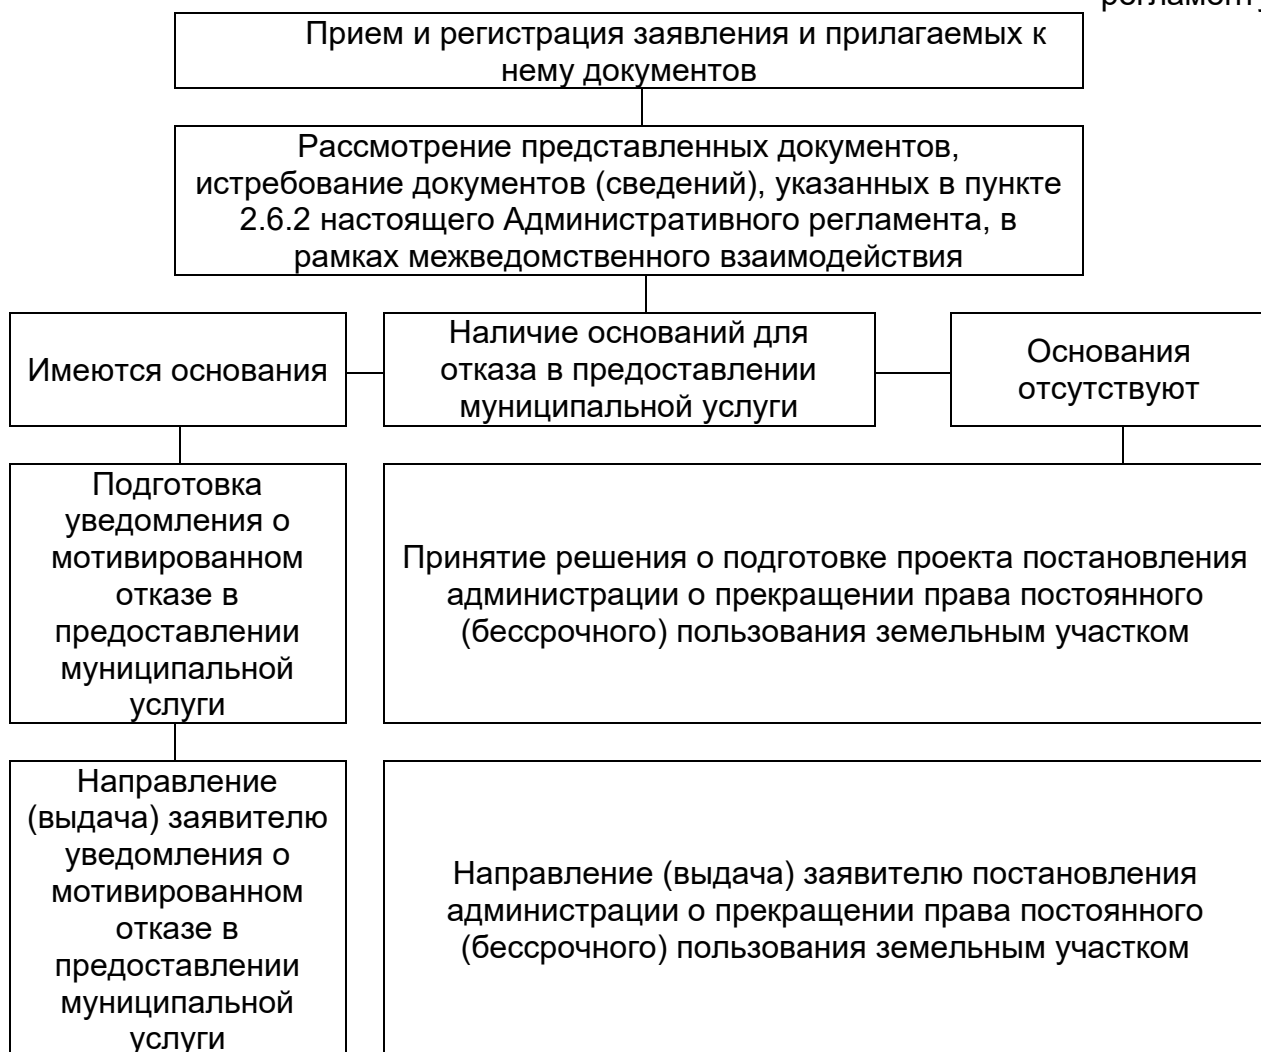 регламенту
Прием и регистрация заявления и прилагаемых к
нему документов
Рассмотрение представленных документов,
истребование документов (сведений), указанных в пункте
2.6.2 настоящего Административного регламента, в
рамках межведомственного взаимодействия
Имеются основания
Наличие оснований для
отказа в предоставлении
муниципальной услуги
Основания
отсутствуют
Подготовка
уведомления о
мотивированном
отказе в
предоставлении
муниципальной
услуги
Принятие решения о подготовке проекта постановления
администрации о прекращении права постоянного
(бессрочного) пользования земельным участком
Направление
(выдача) заявителю
уведомления о
мотивированном
отказе в
предоставлении
муниципальной
услуги
Направление (выдача) заявителю постановления
администрации о прекращении права постоянного
(бессрочного) пользования земельным участком